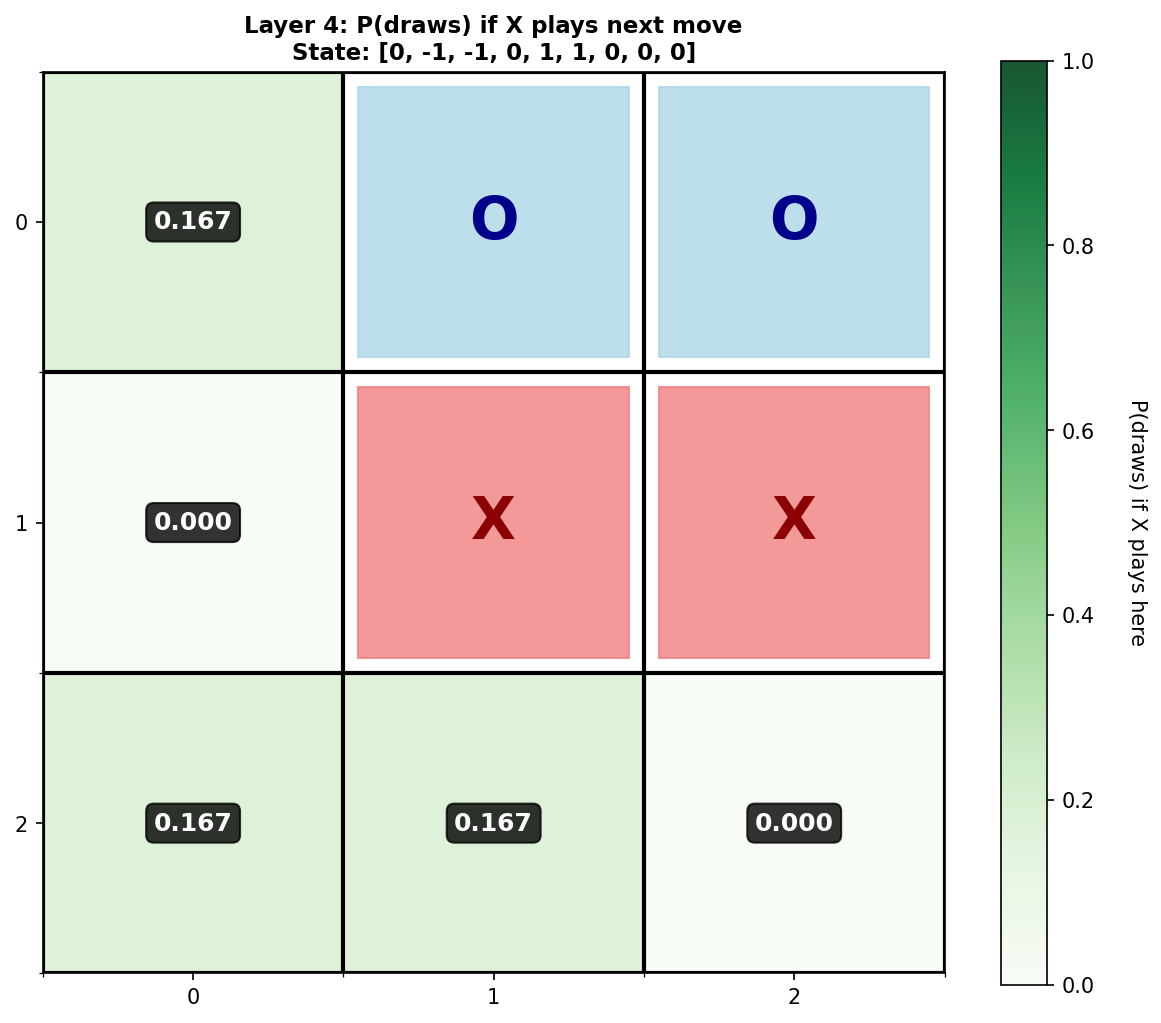 Layer 4: P(draws) if X plays next move
State: [0, -1, -1, 0, 1, 1, 0, 0, 0]
0
0.167
O
O
1
0.000
X
X
2
0.167
0.167
0.000
0
1
2
1.0
0.8
0.6
0.4
0.2
0.0
P(draws) if X plays here